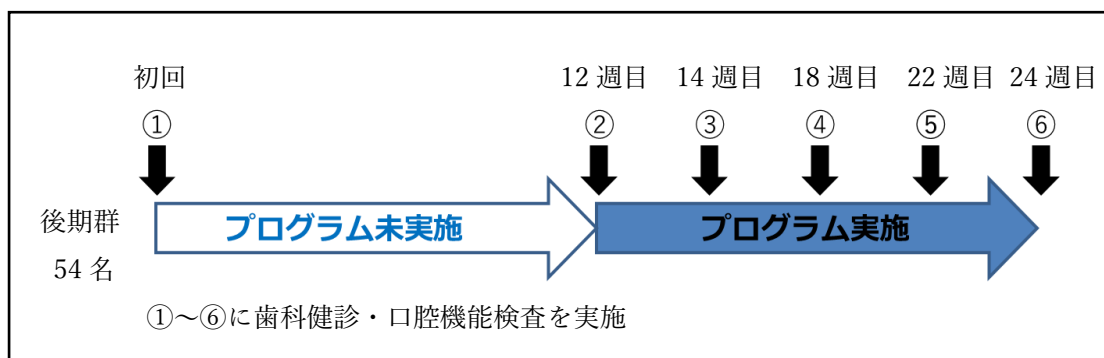 初回 12 週目 14 週目 18 週目 22 週目 24 週目
① ② ③ ④ ⑤ ⑥
後期群
54 名
プログラム未実施 プログラム実施
①～⑥に歯科健診・口腔機能検査を実施